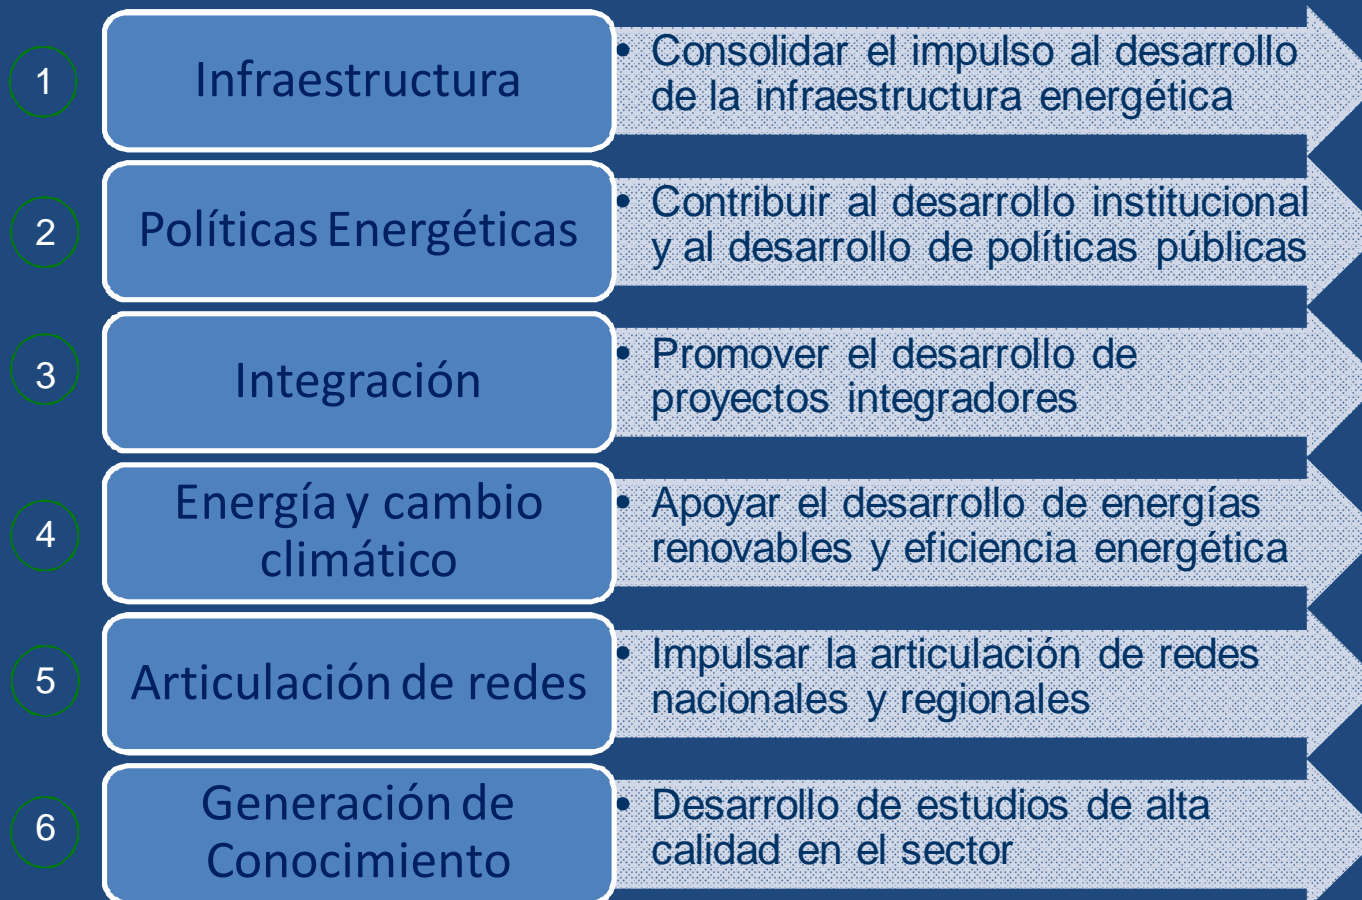 1
Infraestructura
• Consolidar el impulso al desarrollo
de la infraestructura energética
2
Políticas Energéticas
• Contribuir al desarrollo institucional
y al desarrollo de políticas públicas
3
Integración
• Promover el desarrollo de
proyectos integradores
4
Energía y cambio
climático
• Apoyar el desarrollo de energías
renovables y eficiencia energética
5
Articulación de redes
• Impulsar la articulación de redes
nacionales y regionales
6
Generación de
Conocimiento
• Desarrollo de estudios de alta
calidad en el sector